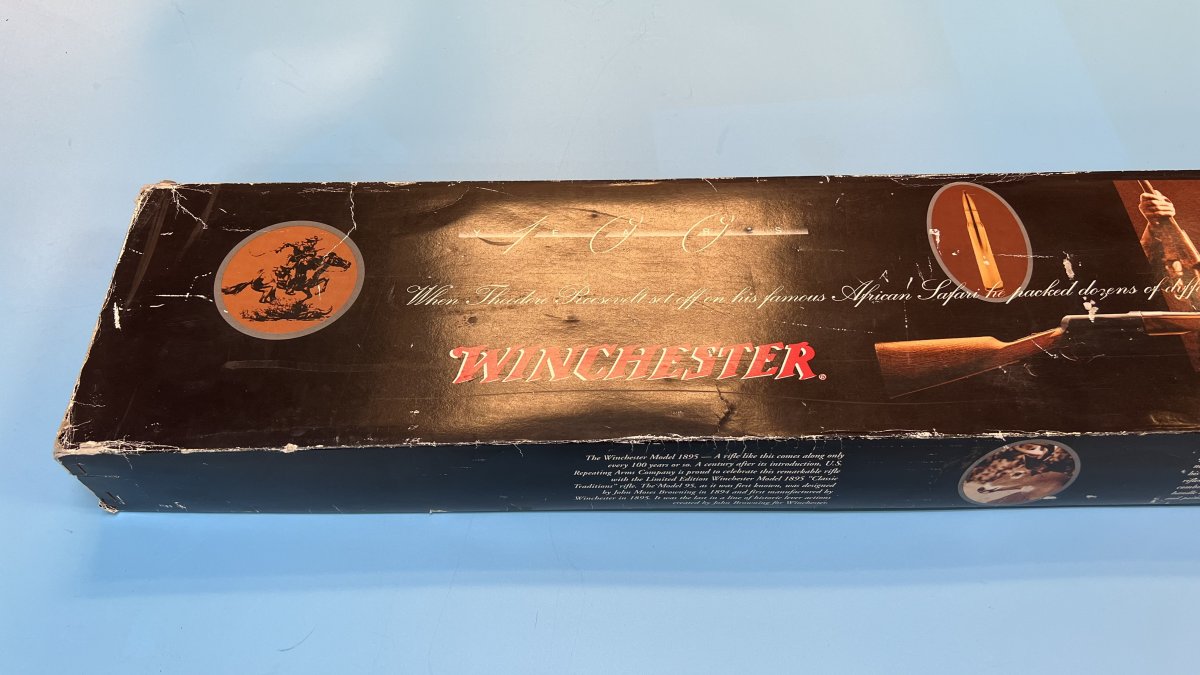 100
YEARS
When Theodore Roosevelt set off on his famous African Safari he packed dozens of diff
WINCHESTER®
The Winchester Model 1895 — A rifle like this comes along only
every 100 years or so. A century after its introduction, U.S.
Repeating Arms Company is proud to celebrate this remarkable rifle
with the Limited Edition Winchester Model 1895 "Classic
Traditions" rifle. The Model 95, as it was first known, was designed
by John Moses Browning in 1894 and first manufactured by
Winchester in 1895. It was the last in a line of historic lever actions
created by John Browning for Winchester.